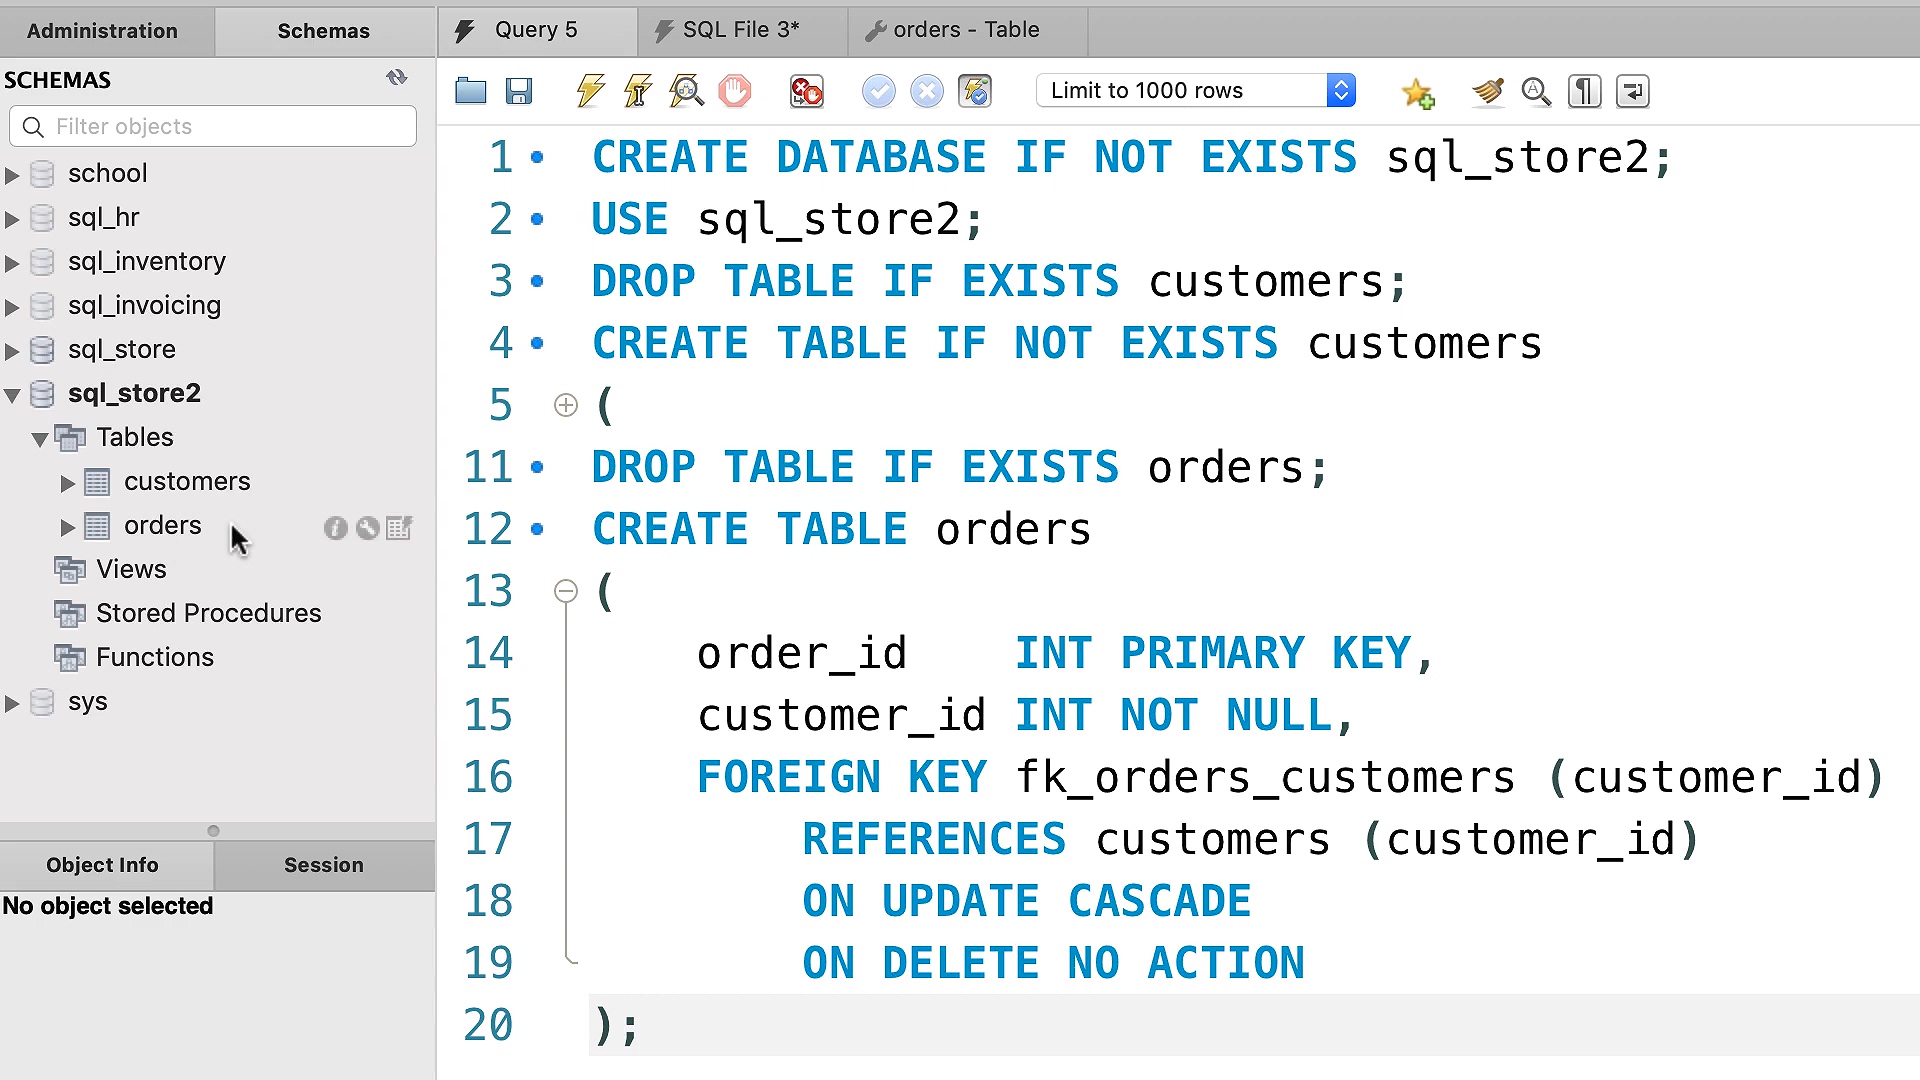 Administration
Schemas
Query 5
SQL File 3*
orders - Table
SCHEMAS
Filter objects
Limit to 1000 rows
school
sql_hr
sql_inventory
sql_invoicing
sql_store
sql_store2
Tables
customers
orders
Views
Stored Procedures
Functions
sys
Object Info
Session
No object selected
1 CREATE DATABASE IF NOT EXISTS sql_store2;
2 USE sql_store2;
3 DROP TABLE IF EXISTS customers;
4 CREATE TABLE IF NOT EXISTS customers
5 (
11 DROP TABLE IF EXISTS orders;
12 CREATE TABLE orders
13 (
14 order_id INT PRIMARY KEY,
15 customer_id INT NOT NULL,
16 FOREIGN KEY fk_orders_customers (customer_id)
17 REFERENCES customers (customer_id)
18 ON UPDATE CASCADE
19 ON DELETE NO ACTION
20 );